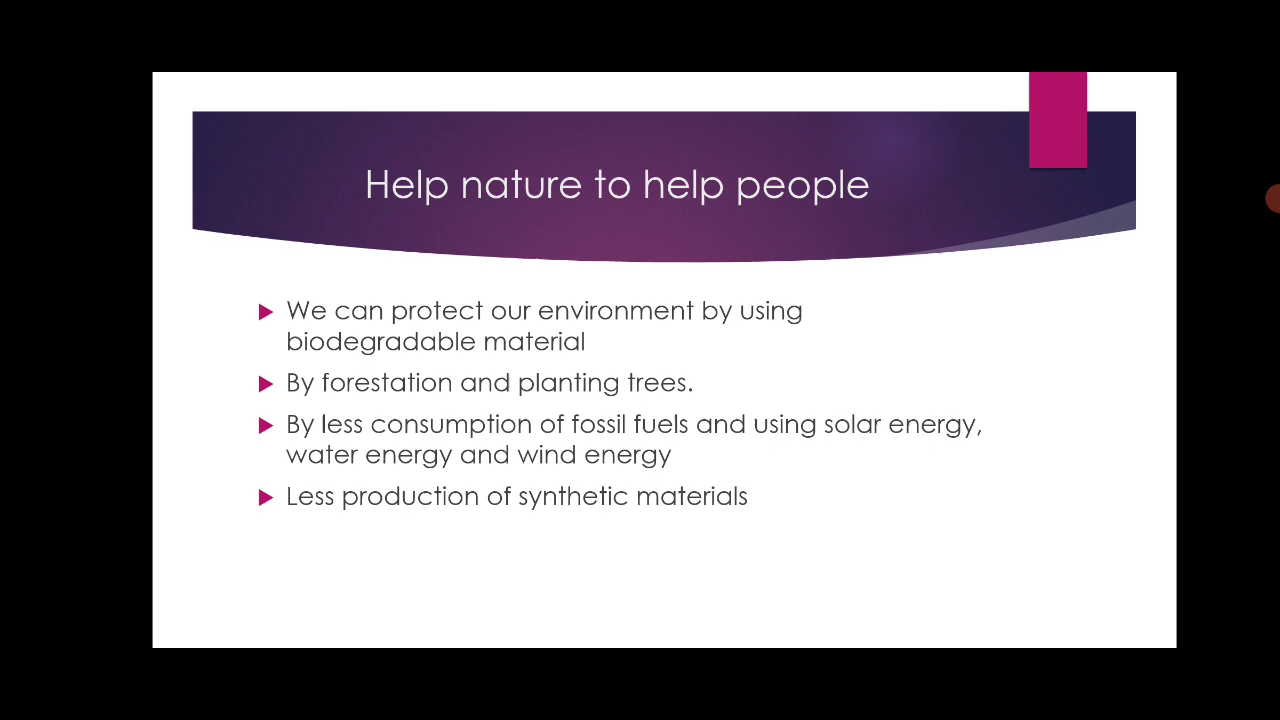 Help nature to help people
We can protect our environment by using
biodegradable material
By forestation and planting trees.
By less consumption of fossil fuels and using solar energy,
water energy and wind energy
Less production of synthetic materials